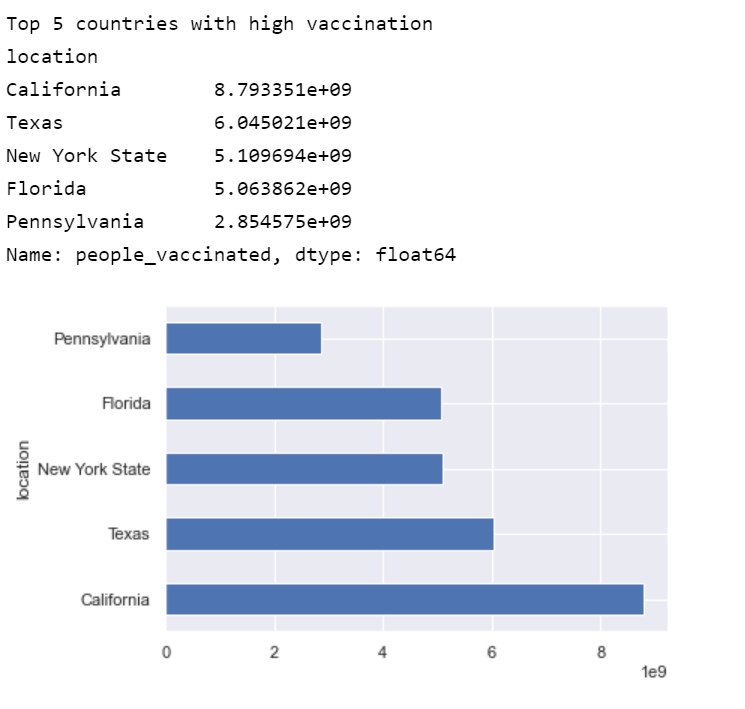 Top 5 countries with high vaccination
location
California        8.793351e+09
Texas             6.045021e+09
New York State    5.109694e+09
Florida           5.063862e+09
Pennsylvania      2.854575e+09
Name: people_vaccinated, dtype: float64
Pennsylvania
Florida
location
New York State
Texas
California
0 2 4 6 8
1e9